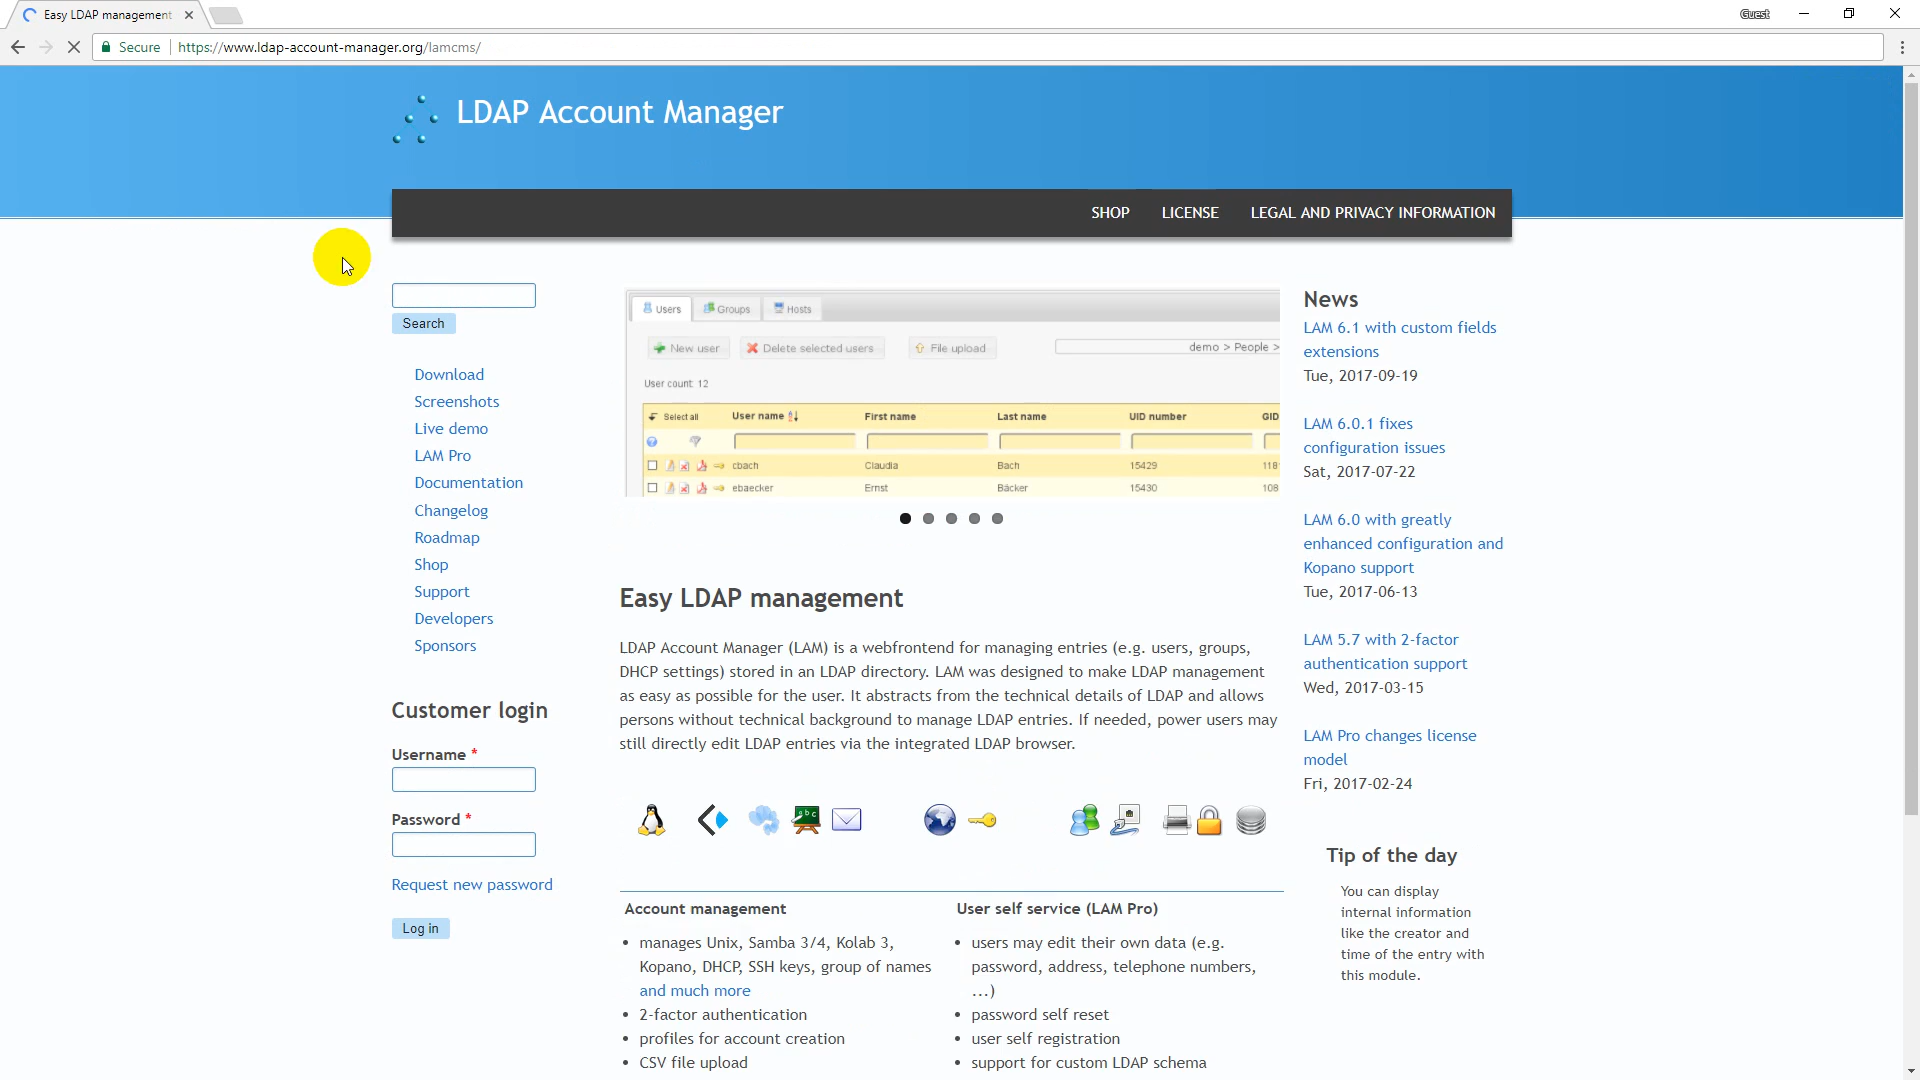 Easy LDAP management
Guest
Secure
https://www.ldap-account-manager.org/lamcms/
LDAP Account Manager
SHOP LICENSE LEGAL AND PRIVACY INFORMATION
Search
Download
Screenshots
Live demo
LAM Pro
Documentation
Changelog
Roadmap
Shop
Support
Developers
Sponsors
Customer login
Username *
Password *
Request new password
Log in
Users Groups Hosts
New user Delete selected users File upload demo > People >
User count: 12
Select all User name First name Last name UID number GID
cbach Claudia Bach 15429 118
ebaecker Ernst Bäcker 15430 108
Easy LDAP management
LDAP Account Manager (LAM) is a webfrontend for managing entries (e.g. users, groups,
DHCP settings) stored in an LDAP directory. LAM was designed to make LDAP management
as easy as possible for the user. It abstracts from the technical details of LDAP and allows
persons without technical background to manage LDAP entries. If needed, power users may
still directly edit LDAP entries via the integrated LDAP browser.
abc
Account management
• manages Unix, Samba 3/4, Kolab 3,
Kopano, DHCP, SSH keys, group of names
and much more
• 2-factor authentication
• profiles for account creation
• CSV file upload
User self service (LAM Pro)
• users may edit their own data (e.g.
password, address, telephone numbers,
...)
• password self reset
• user self registration
• support for custom LDAP schema
News
LAM 6.1 with custom fields
extensions
Tue, 2017-09-19
LAM 6.0.1 fixes
configuration issues
Sat, 2017-07-22
LAM 6.0 with greatly
enhanced configuration and
Kopano support
Tue, 2017-06-13
LAM 5.7 with 2-factor
authentication support
Wed, 2017-03-15
LAM Pro changes license
model
Fri, 2017-02-24
Tip of the day
You can display
internal information
like the creator and
time of the entry with
this module.